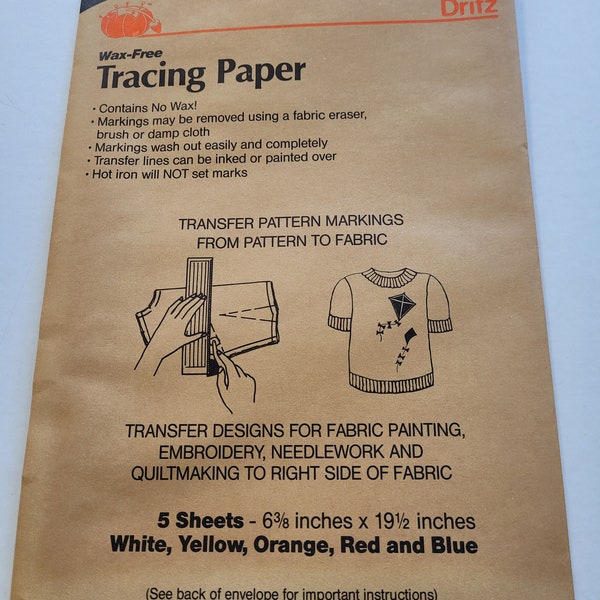 Dritz
Wax-Free
Tracing Paper
• Contains No Wax!
• Markings may be removed using a fabric eraser,
brush or damp cloth
• Markings wash out easily and completely
• Transfer lines can be inked or painted over
• Hot iron will NOT set marks
TRANSFER PATTERN MARKINGS
FROM PATTERN TO FABRIC
TRANSFER DESIGNS FOR FABRIC PAINTING,
EMBROIDERY, NEEDLEWORK AND
QUILTMAKING TO RIGHT SIDE OF FABRIC
5 Sheets - 6⅜ inches x 19½ inches
White, Yellow, Orange, Red and Blue
(See back of envelope for important instructions)